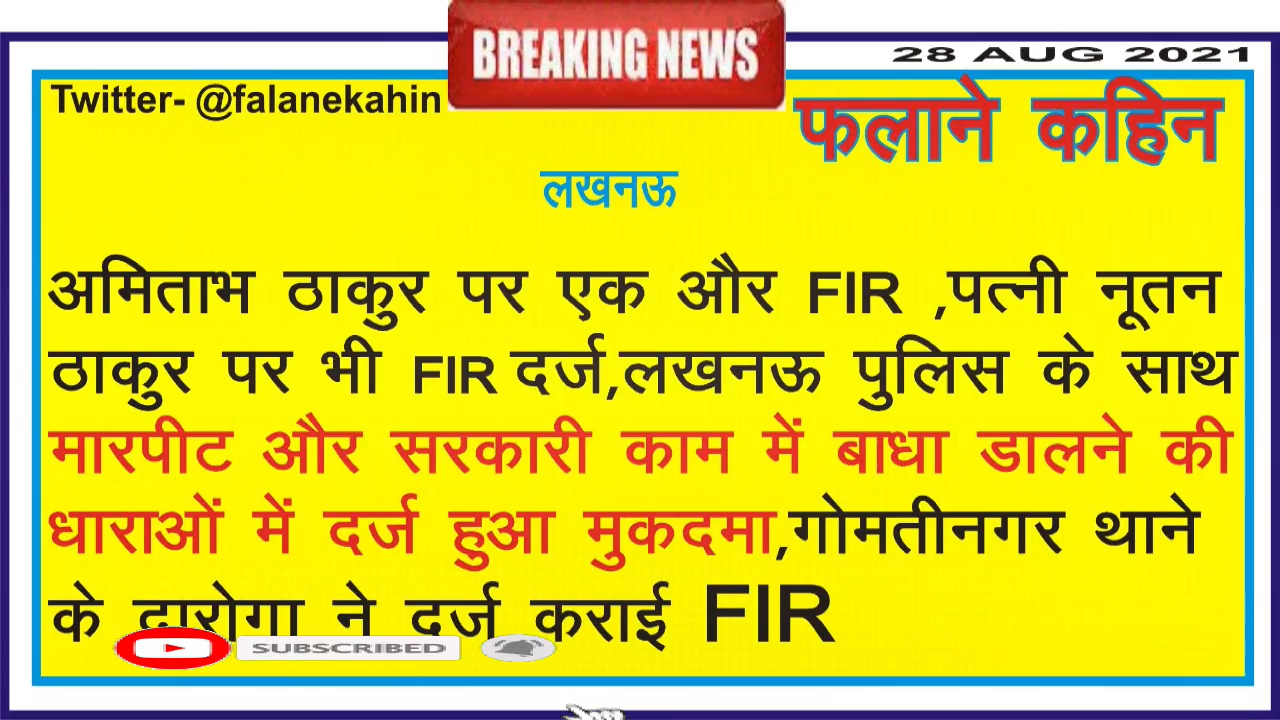 BREAKING NEWS
28 AUG 2021
Twitter- @falanekahin
फलाने कहिन
लखनऊ
अमिताभ ठाकुर पर एक और FIR ,पत्नी नूतन
ठाकुर पर भी FIR दर्ज,लखनऊ पुलिस के साथ
मारपीट और सरकारी काम में बाधा डालने की
धाराओं में दर्ज हुआ मुकदमा,गोमतीनगर थाने
के दारोगा ने दर्ज कराई FIR
SUBSCRIBED